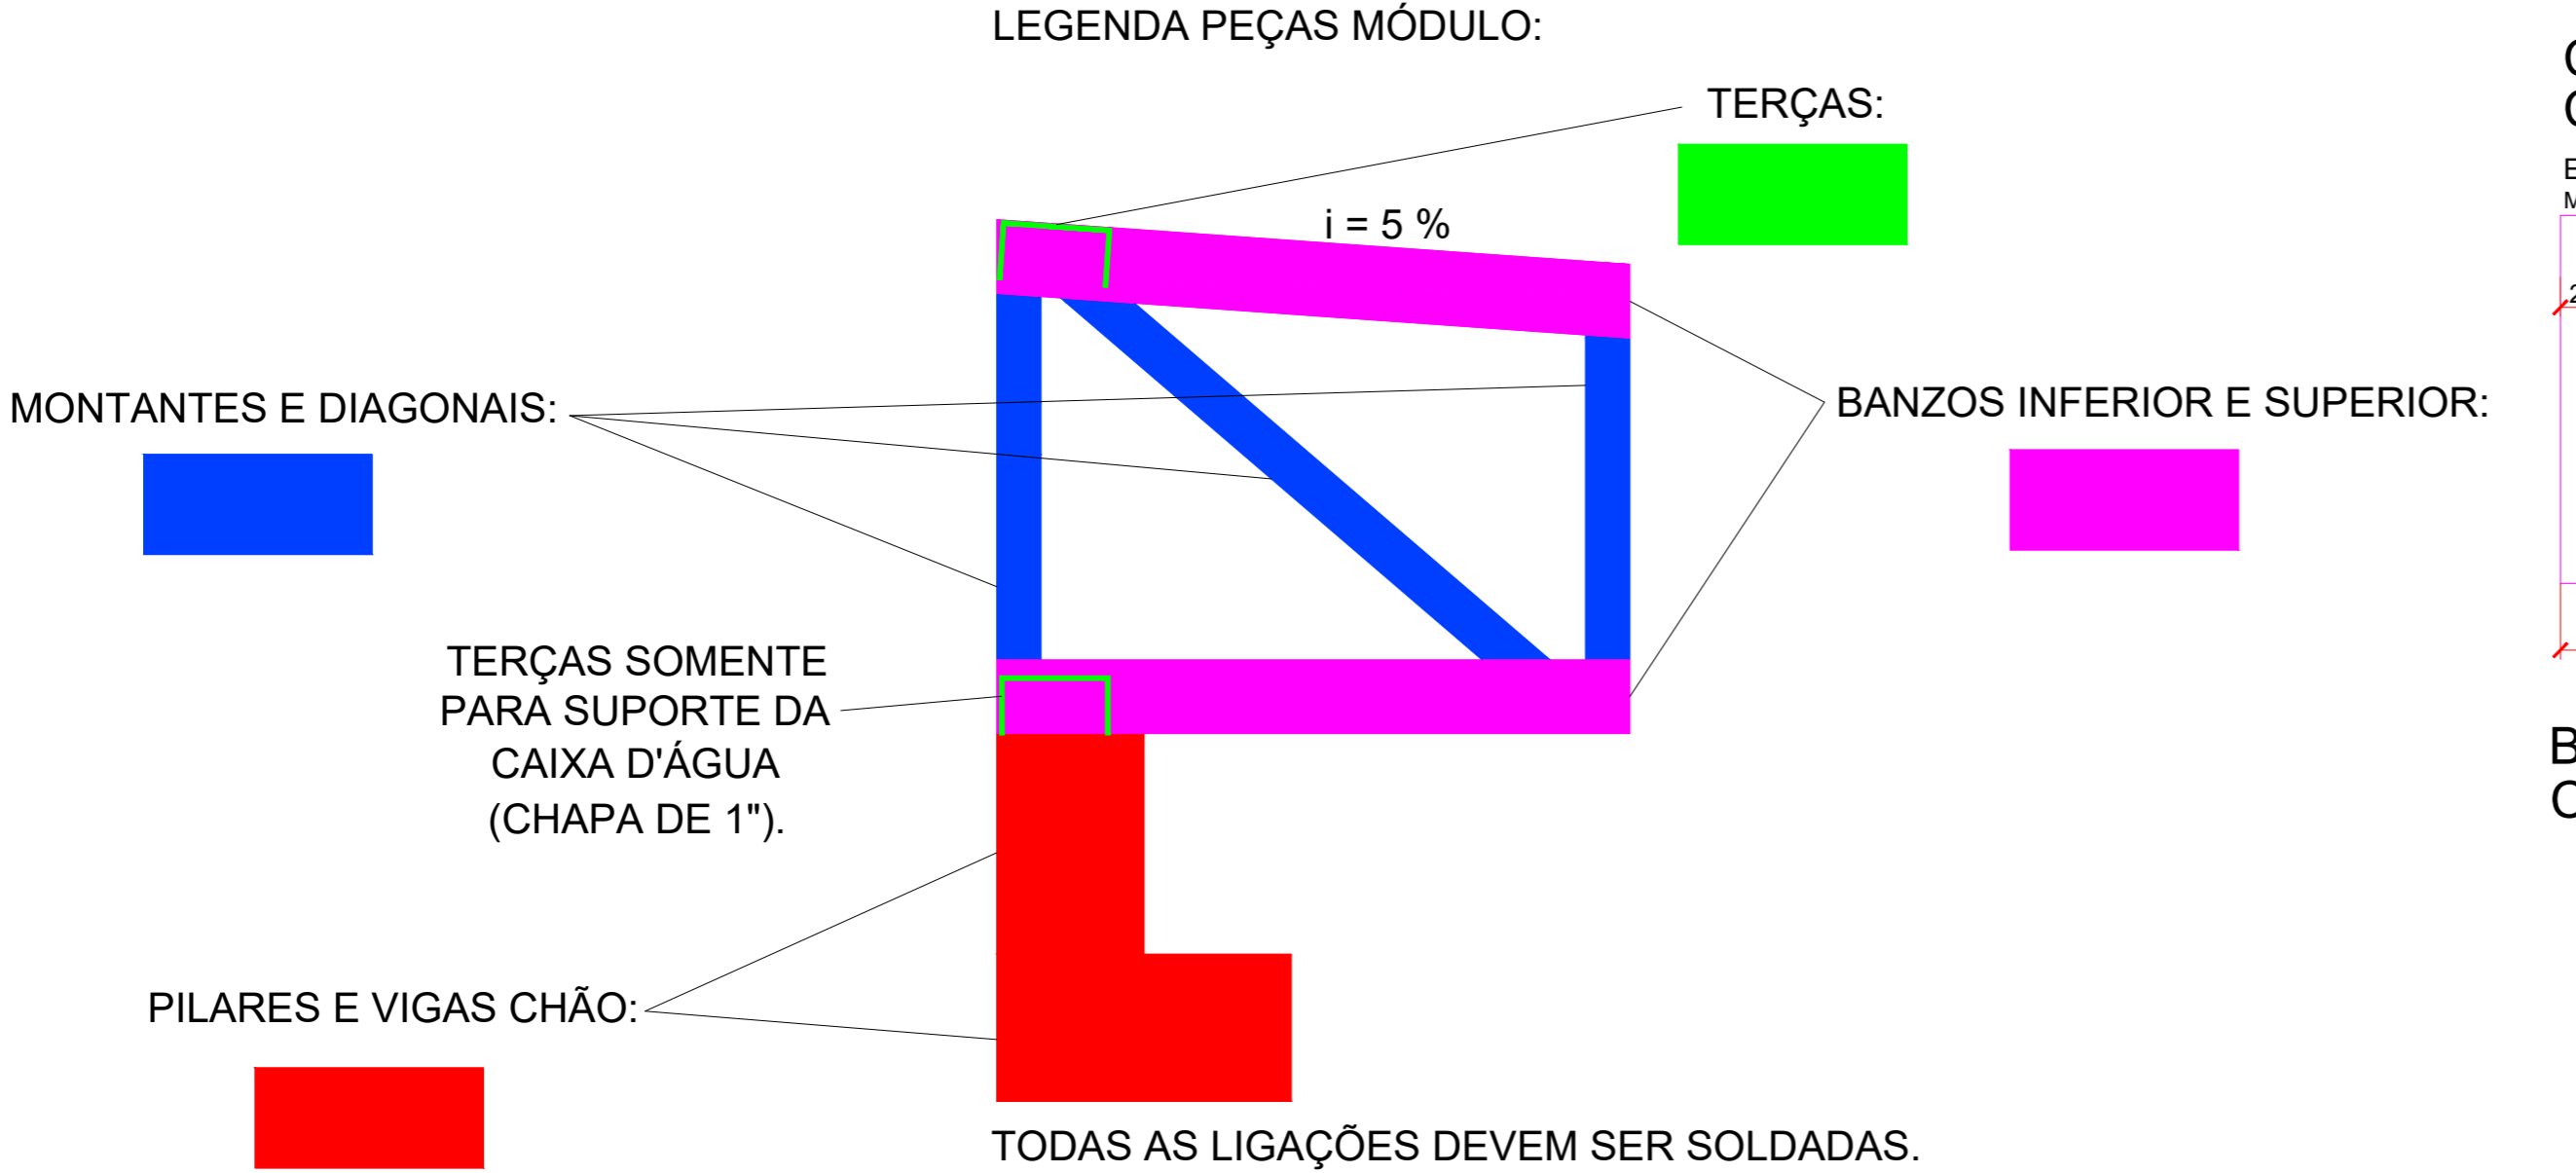 LEGENDA PEÇAS MÓDULO:
TERÇAS:
i = 5 %
MONTANTES E DIAGONAIS:
BANZOS INFERIOR E SUPERIOR:
TERÇAS SOMENTE
PARA SUPORTE DA
CAIXA D'ÁGUA
(CHAPA DE 1").
PILARES E VIGAS CHÃO:
TODAS AS LIGAÇÕES DEVEM SER SOLDADAS.